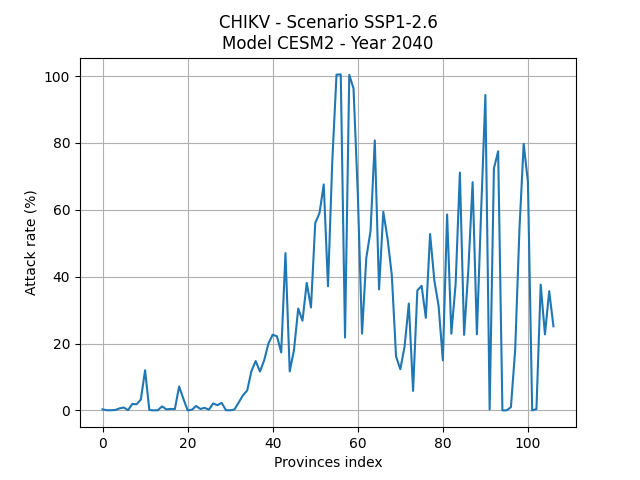 CHIKV - Scenario SSP1-2.6
Model CESM2 - Year 2040
100
80
60
40
20
0
Attack rate (%)
0 20 40 60 80 100
Provinces index